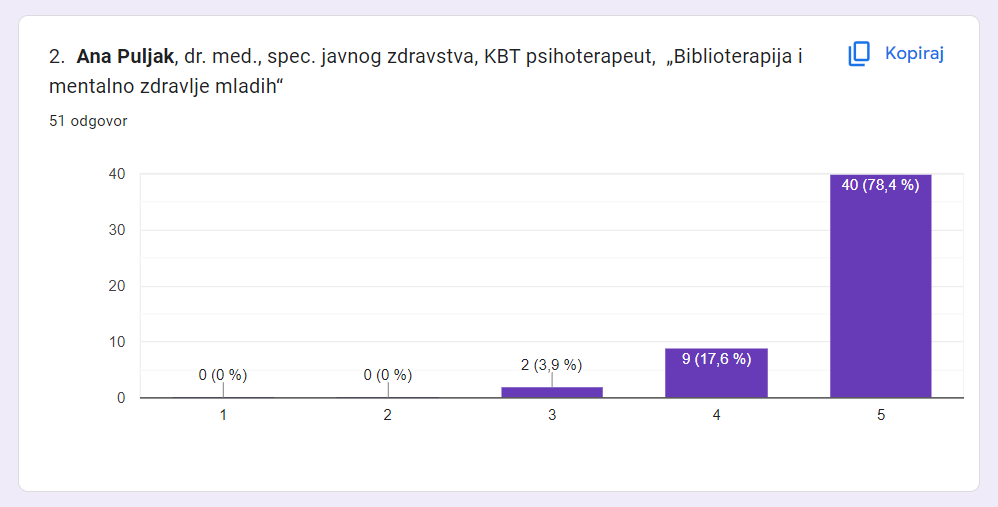 2. Ana Puljak, dr. med., spec. javnog zdravstva, KBT psihoterapeut, „Biblioterapija i
mentalno zdravlje mladih“
Kopiraj
51 odgovor
40
30
20
10
0
0 (0 %)
0 (0 %)
2 (3,9 %)
9 (17,6 %)
40 (78,4 %)
1
2
3
4
5